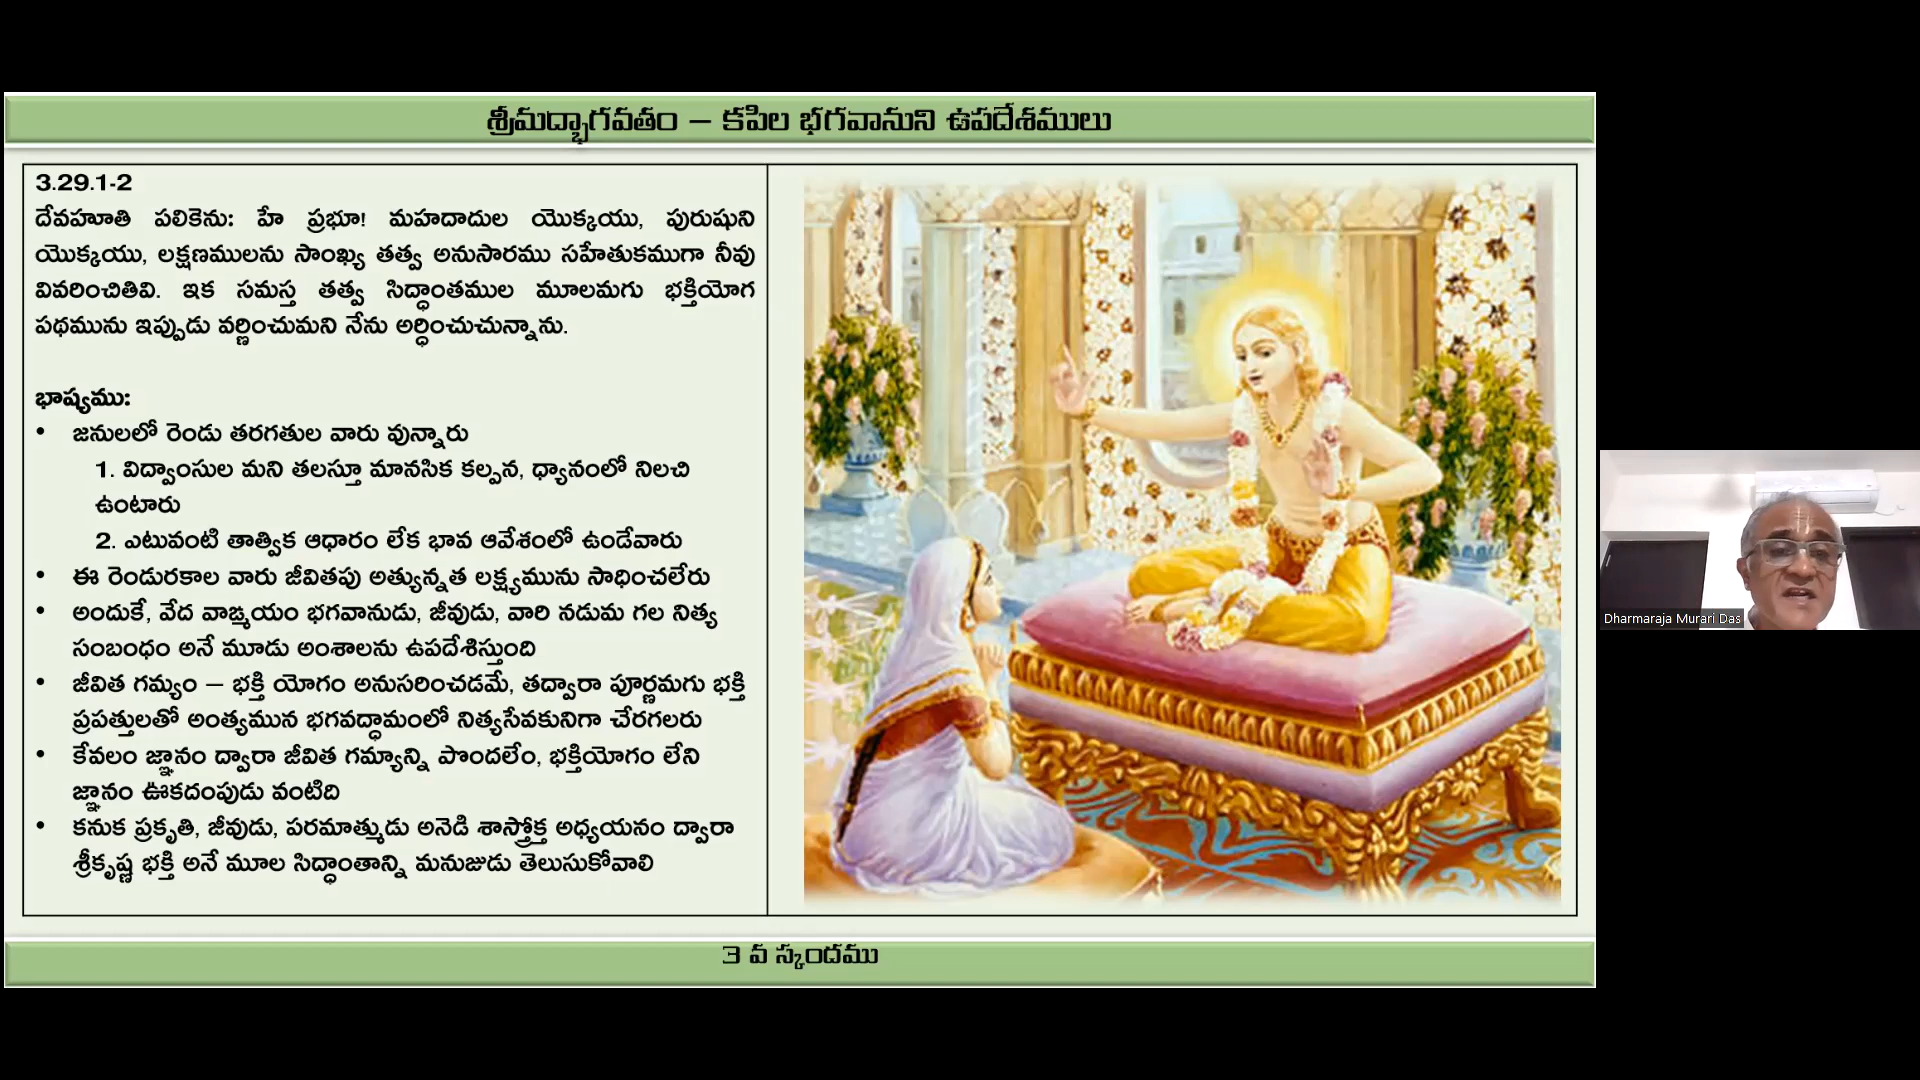 శ్రీమద్భాగవతం – కపిల భగవానుని ఉపదేశములు
3.29.1-2
దేవహూతి పలికెను: హే ప్రభూ! మహదాదుల యొక్కయు, పురుషుని
యొక్కయు, లక్షణములను సాంఖ్య తత్వ అనుసారము సహేతుకముగా నీవు
వివరించితివి. ఇక సమస్త తత్వ సిద్ధాంతముల మూలమగు భక్తియోగ
పథమును ఇప్పుడు వర్ణించుమని నేను అర్ధించుచున్నాను.
భాష్యము:
• జనులలో రెండు తరగతుల వారు వున్నారు
1. విద్వాంసుల మని తలస్తూ మానసిక కల్పన, ధ్యానంలో నిలచి
ఉంటారు
2. ఎటువంటి తాత్విక ఆధారం లేక భావ ఆవేశంలో ఉండేవారు
• ఈ రెండురకాల వారు జీవితపు అత్యున్నత లక్ష్యమును సాధించలేరు
• అందుకే, వేద వాఙ్మయం భగవానుడు, జీవుడు, వారి నడుమ గల నిత్య
సంబంధం అనే మూడు అంశాలను ఉపదేశిస్తుంది
• జీవిత గమ్యం – భక్తి యోగం అనుసరించడమే, తద్వారా పూర్ణమగు భక్తి
ప్రపత్తులతో అంత్యమున భగవద్ధామంలో నిత్యసేవకునిగా చేరగలరు
• కేవలం జ్ఞానం ద్వారా జీవిత గమ్యాన్ని పొందలేం, భక్తియోగం లేని
జ్ఞానం ఊకదంపుడు వంటిది
• కనుక ప్రకృతి, జీవుడు, పరమాత్ముడు అనెడి శాస్త్రోక్త అధ్యయనం ద్వారా
శ్రీకృష్ణ భక్తి అనే మూల సిద్ధాంతాన్ని మనుజుడు తెలుసుకోవాలి
Dharmaraja Murari Das
3 వ స్కందము